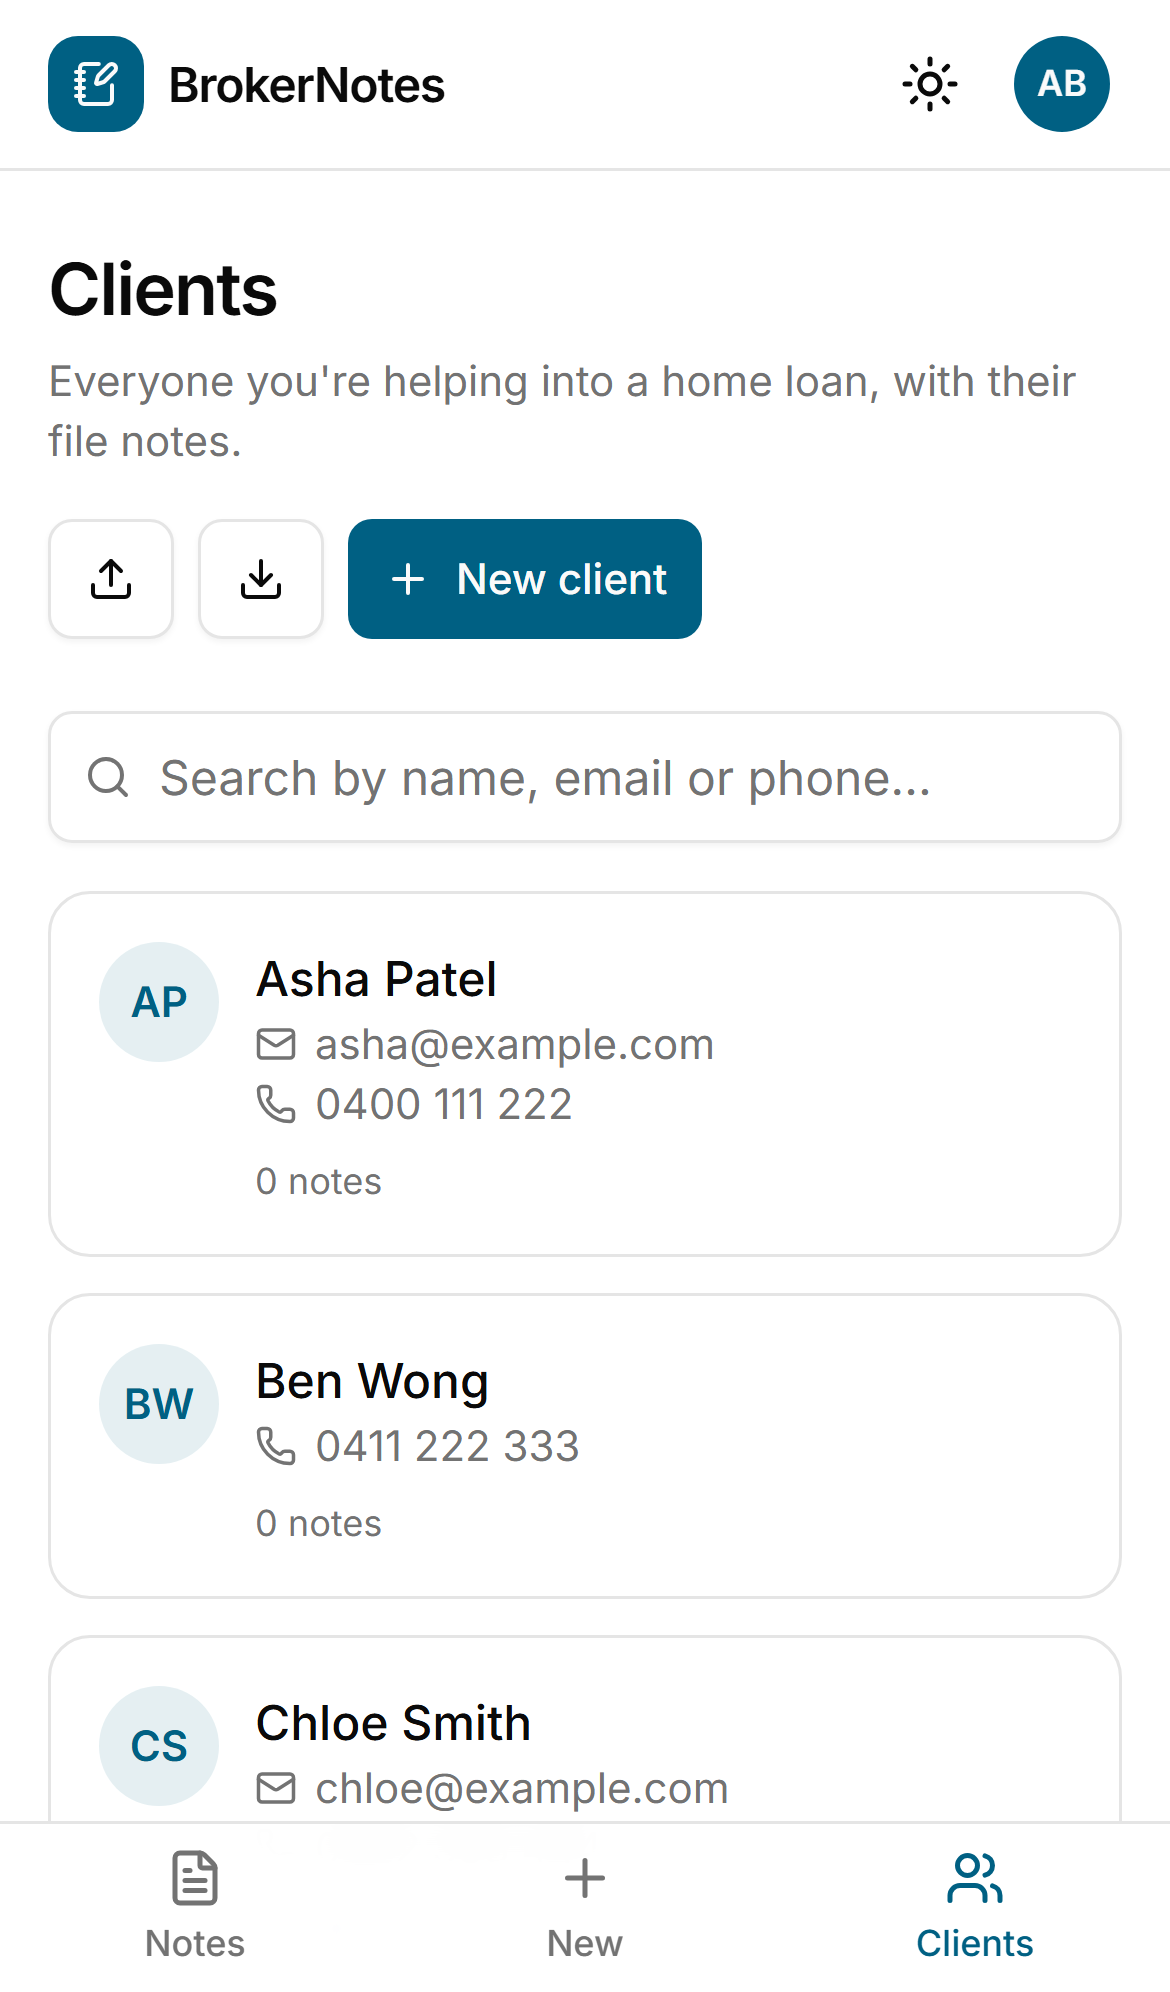 BrokerNotes
AB
Clients
Everyone you're helping into a home loan, with their
file notes.
New client
Search by name, email or phone...
AP
Asha Patel
asha@example.com
0400 111 222
0 notes
BW
Ben Wong
0411 222 333
0 notes
CS
Chloe Smith
chloe@example.com
Notes
New
Clients